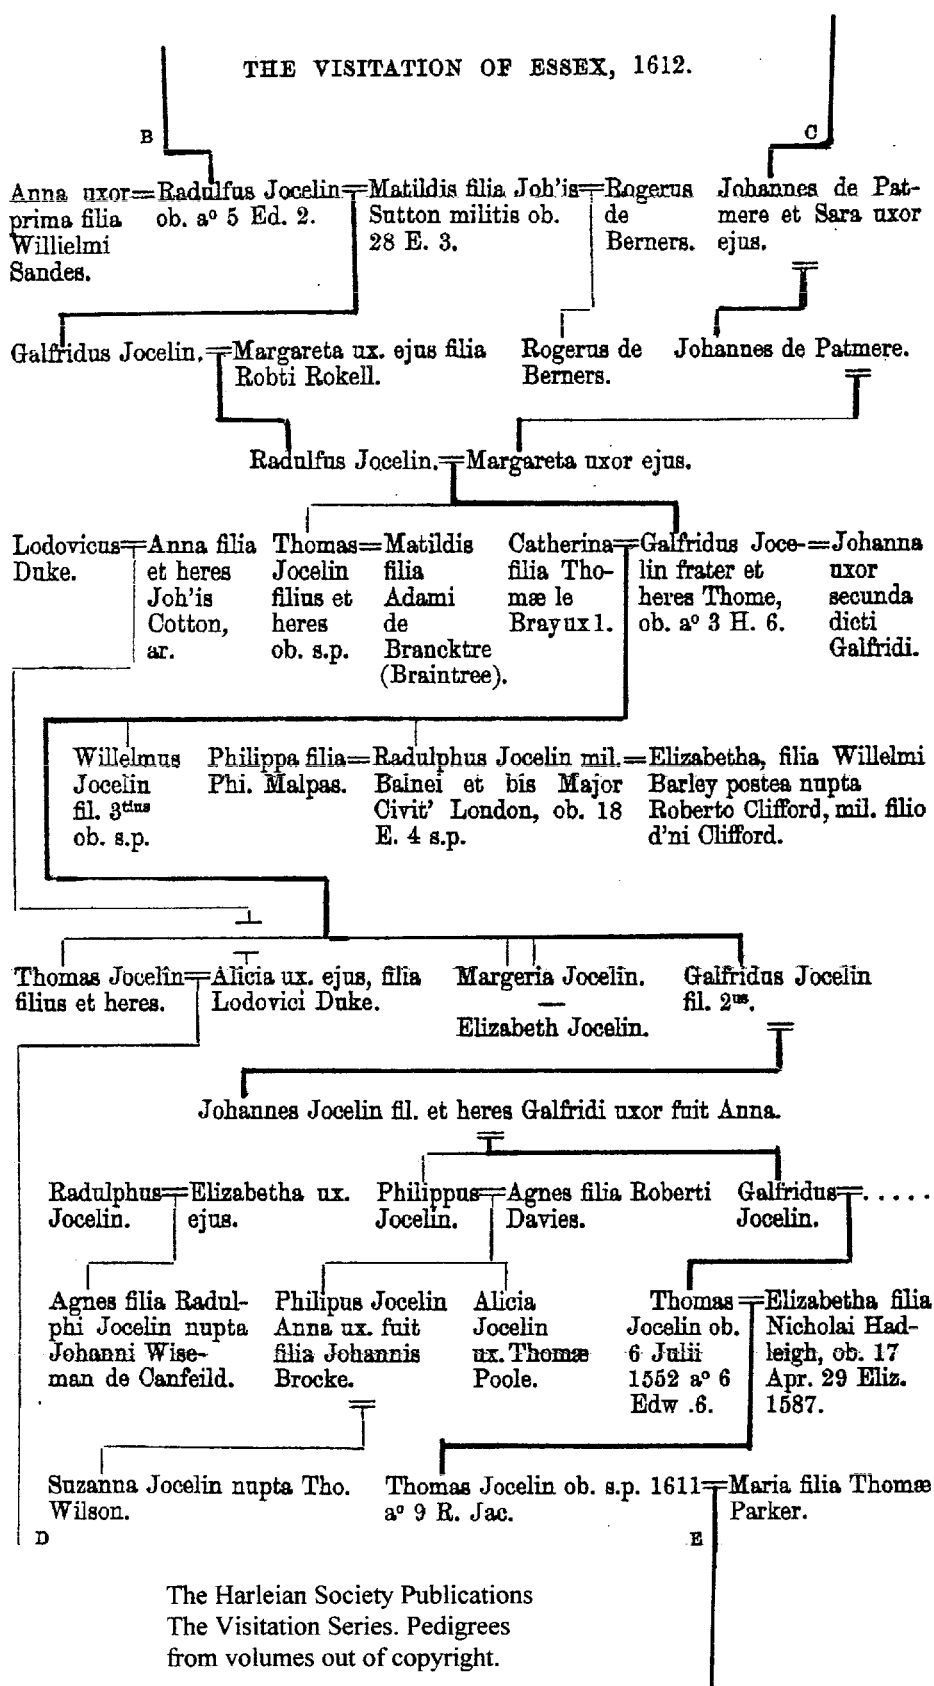 THE VISITATION OF ESSEX, 1612.
B
C
Anna uxor=Radulfus Jocelin=Matildis filia Joh'is=Rogerus
prima filia
Willielmi
Sandes.
ob. aº 5 Ed. 2.
Sutton militis ob.
28 E. 3.
de
Berners.
Johannes de Pat-
mere et Sara uxor
ejus.
Galfridus Jocelin.=Margareta ux. ejus filia
Robti Rokell.
Rogerus de
Berners.
Johannes de Patmere.
Radulfus Jocelin.=Margareta uxor ejus.
Lodovicus=Anna filia
Duke.
et heres
Joh'is
Cotton,
ar.
Thomas=Matildis
Jocelin
filius et
heres
ob. s.p.
filia
Adami
de
Brancktre
(Braintree).
Catherina=Galfridus Joce-=Johanna
filia Tho-
mæ le
Bray ux 1.
lin frater et
heres Thome,
ob. aº 3 H. 6.
uxor
secunda
dicti
Galfridi.
Willelmus
Jocelin
fil. 3tius
ob. s.p.
Philippa filia=Radulphus Jocelin mil.=Elizabetha, filia Willelmi
Phi. Malpas.
Bainei et bis Major
Civit' London, ob. 18
E. 4 s.p.
Barley postea nupta
Roberto Clifford, mil. filio
d'ni Clifford.
Thomas Jocelin=Alicia ux. ejus, filia
filius et heres.
Lodovici Duke.
Margeria Jocelin.
Elizabeth Jocelin.
Galfridus Jocelin
fil. 2us.
Johannes Jocelin fil. et heres Galfridi uxor fuit Anna.
Radulphus=Elizabetha ux.
Jocelin.
ejus.
Philippus=Agnes filia Roberti
Jocelin.
Davies.
Galfridus=.....
Jocelin.
Agnes filia Radul-
phi Jocelin nupta
Johanni Wise-
man de Canfeild.
Philipus Jocelin
Anna ux. fuit
filia Johannis
Brocke.
Alicia
Jocelin
ux. Thomæ
Poole.
Thomas=Elizabetha filia
Jocelin ob.
6 Julii
1552 aº 6
Edw .6.
Nicholai Had-
leigh, ob. 17
Apr. 29 Eliz.
1587.
Suzanna Jocelin nupta Tho.
Wilson.
Thomas Jocelin ob. s.p. 1611=Maria filia Thomæ
aº 9 R. Jac.
Parker.
D
E
The Harleian Society Publications
The Visitation Series. Pedigrees
from volumes out of copyright.